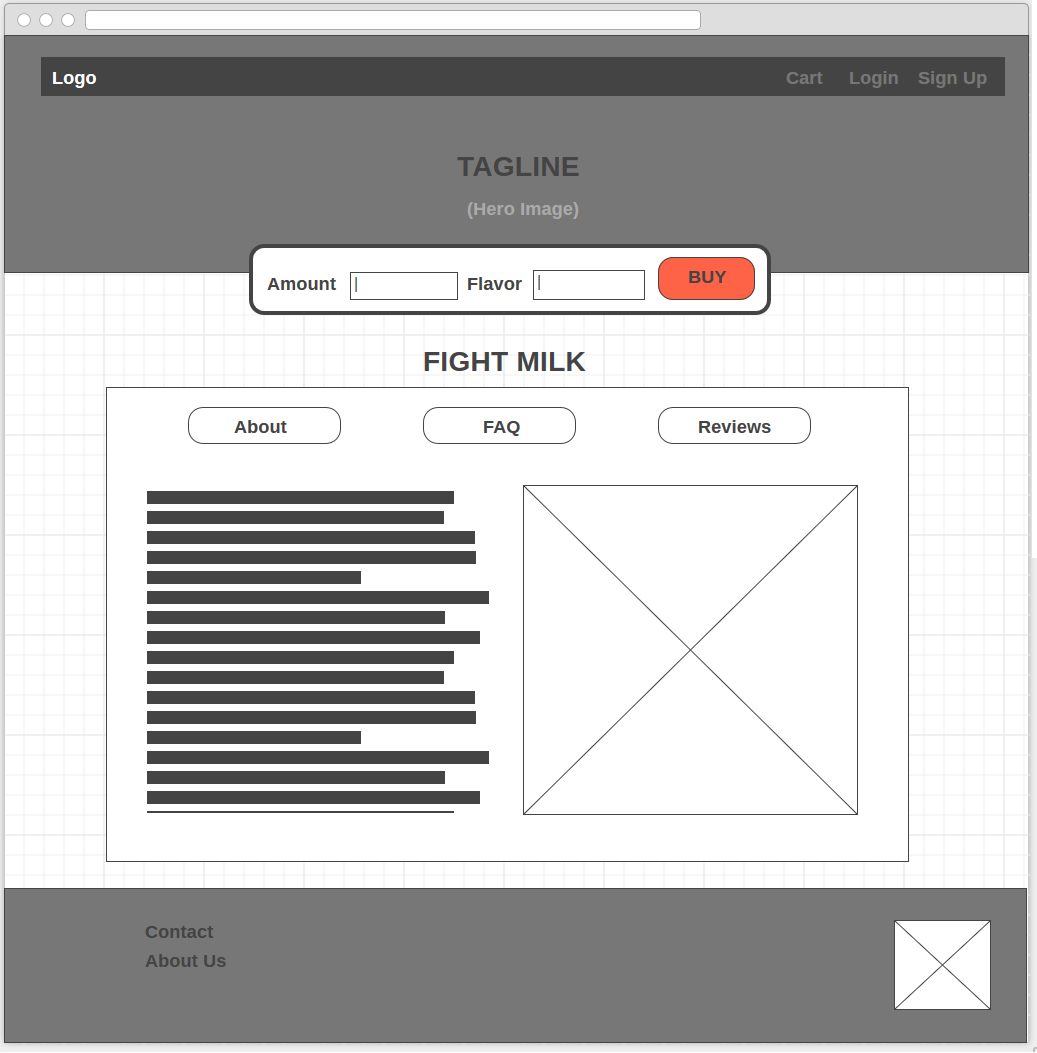 Logo Cart Login Sign Up
TAGLINE
(Hero Image)
Amount Flavor BUY
FIGHT MILK
About FAQ Reviews
Contact
About Us